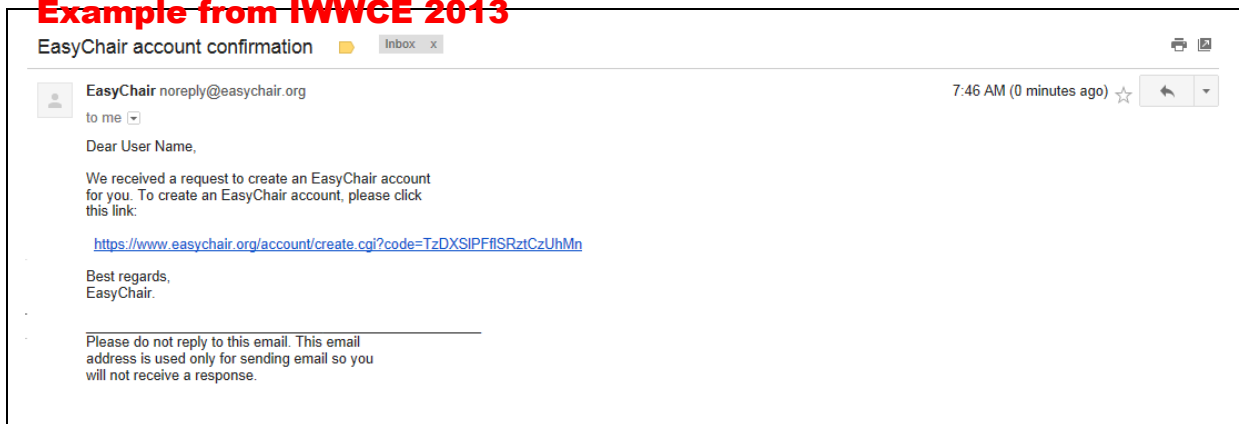 Example from IWWCE 2013
EasyChair account confirmation Inbox x
EasyChair noreply@easychair.org 7:46 AM (0 minutes ago)
to me
Dear User Name,
We received a request to create an EasyChair account
for you. To create an EasyChair account, please click
this link:
https://www.easychair.org/account/create.cgi?code=TzDXSlPFflSRztCzUhMn
Best regards,
EasyChair.
Please do not reply to this email. This email
address is used only for sending email so you
will not receive a response.